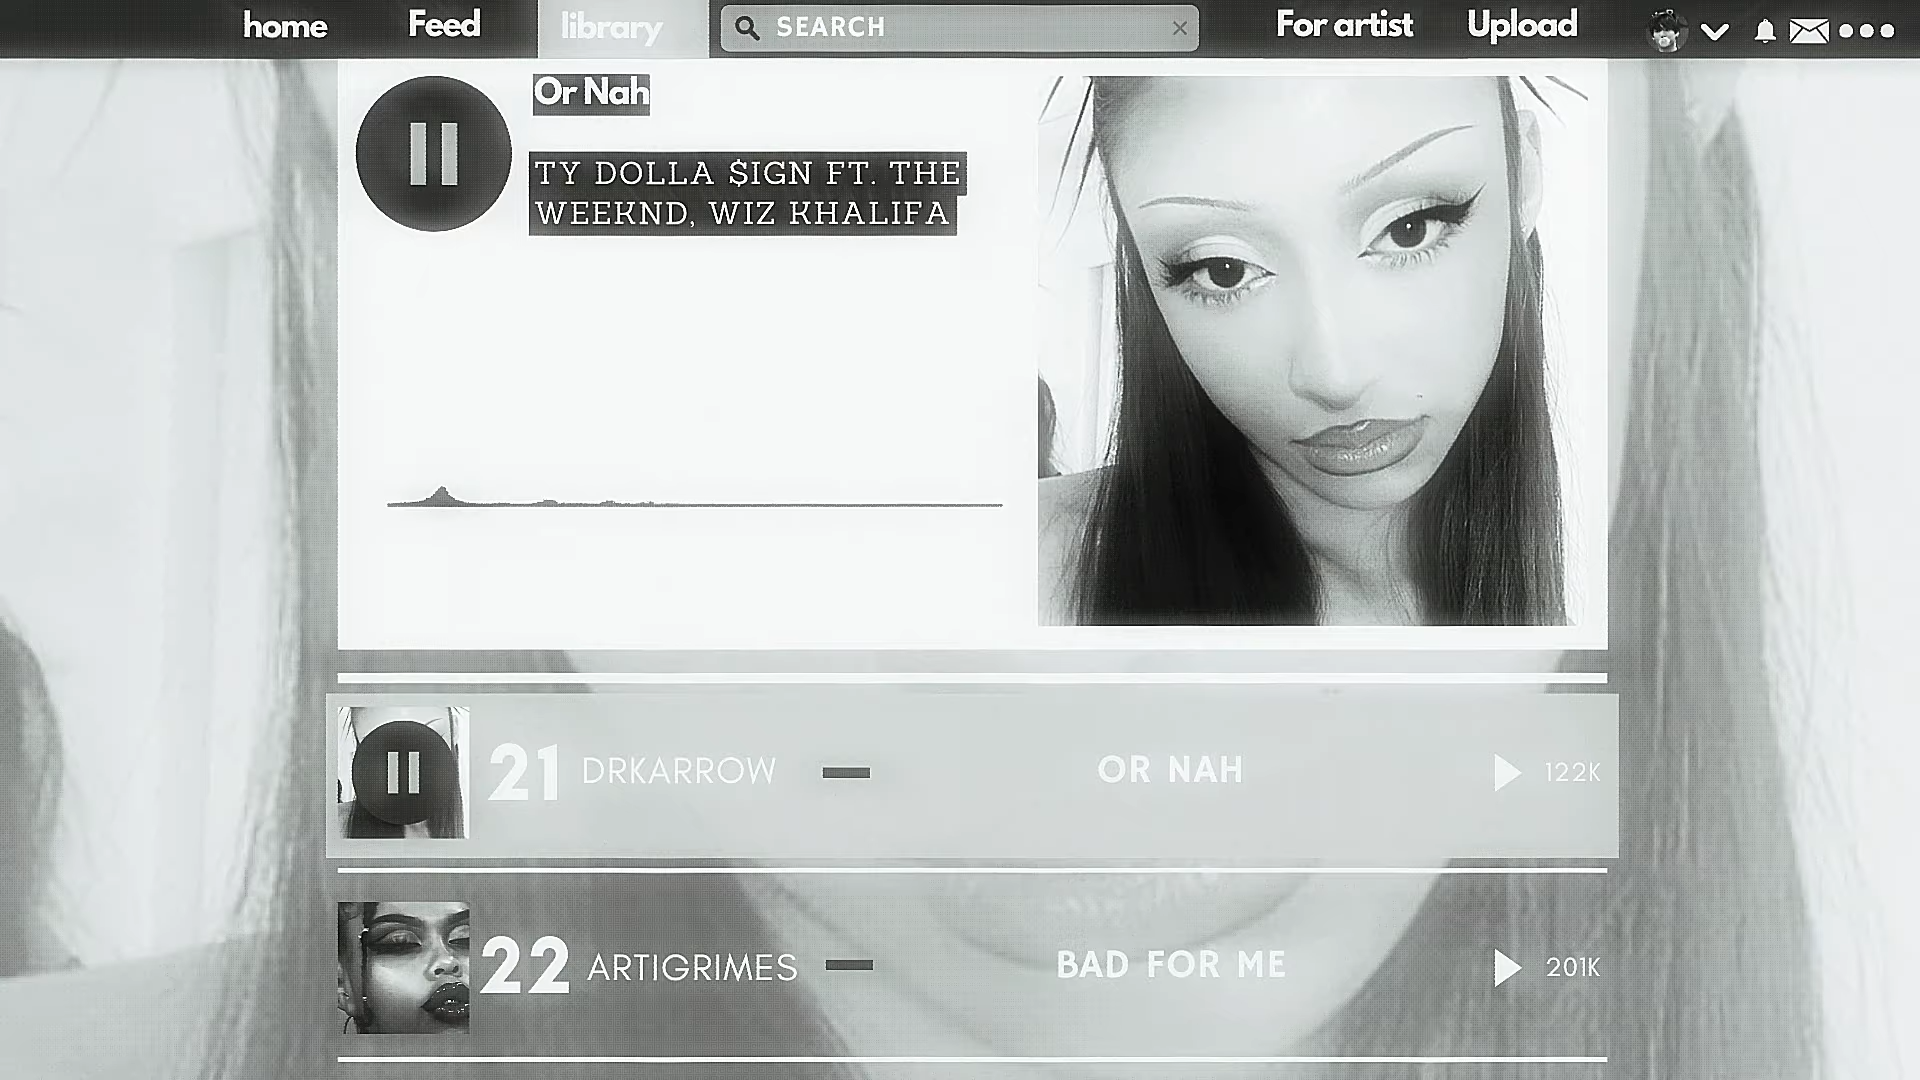 home Feed library SEARCH For artist Upload
Or Nah
TY DOLLA $IGN FT. THE
WEEKND, WIZ KHALIFA
21 DRKARROW OR NAH 122K
22 ARTIGRIMES BAD FOR ME 201K